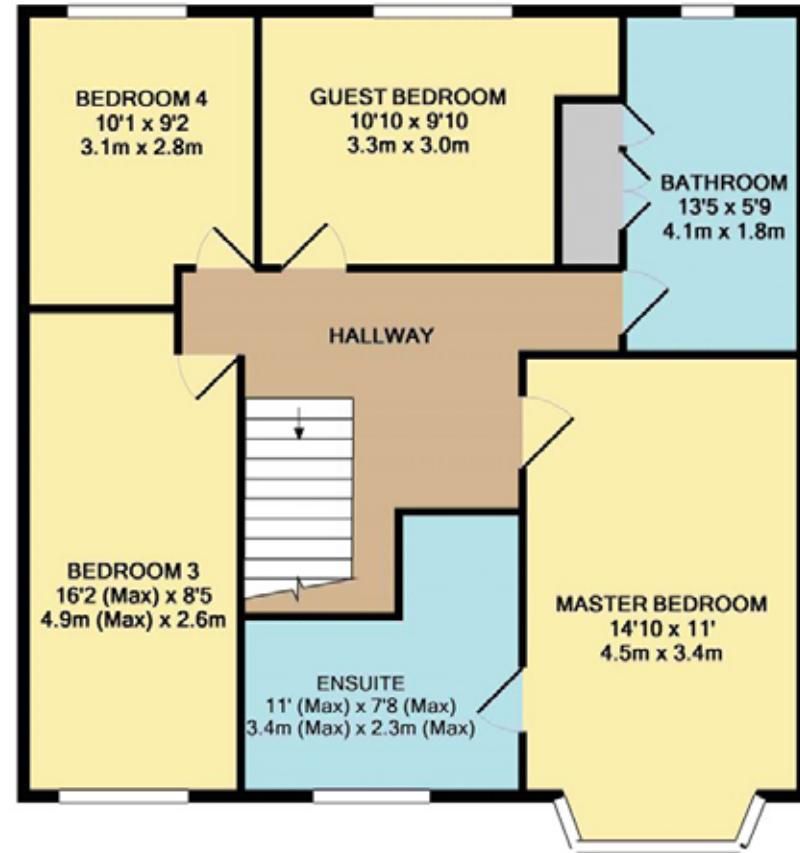 BEDROOM 4
10'1 x 9'2
3.1m x 2.8m
GUEST BEDROOM
10'10 x 9'10
3.3m x 3.0m
BATHROOM
13'5 x 5'9
4.1m x 1.8m
HALLWAY
BEDROOM 3
16'2 (Max) x 8'5
4.9m (Max) x 2.6m
ENSUITE
11' (Max) x 7'8 (Max)
3.4m (Max) x 2.3m (Max)
MASTER BEDROOM
14'10 x 11'
4.5m x 3.4m